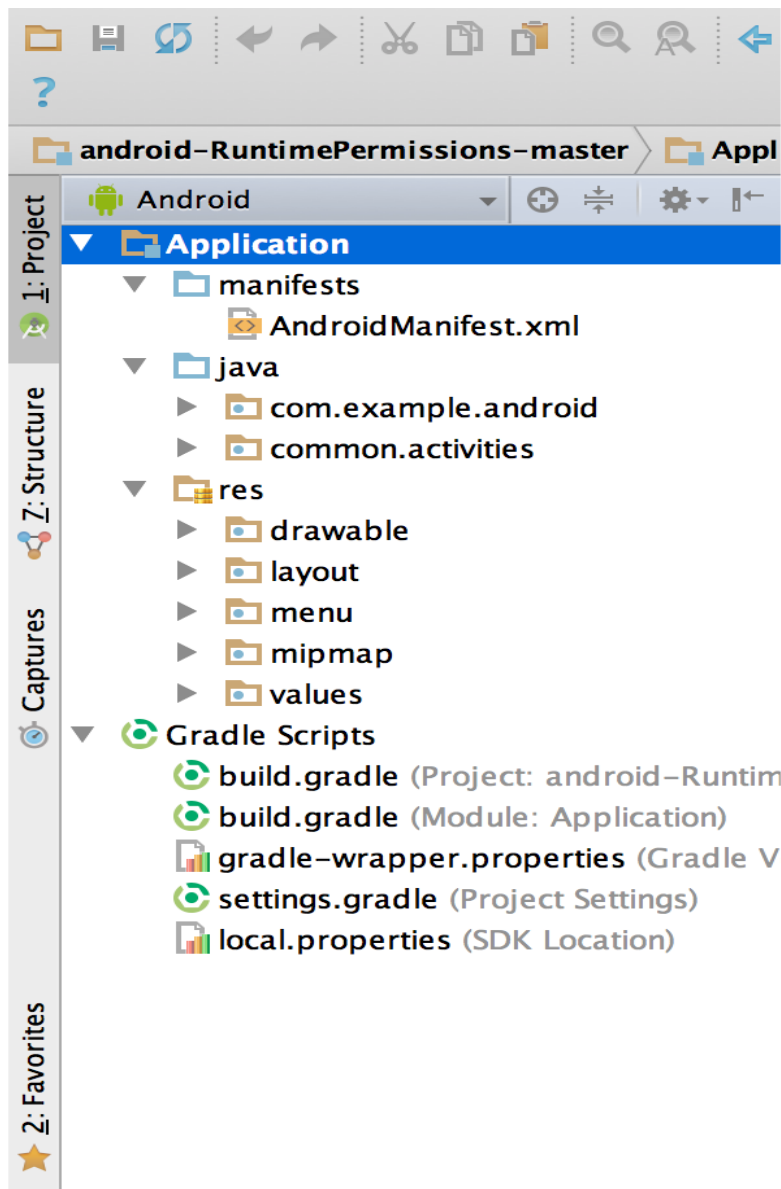 ?
android-RuntimePermissions-master
Appl
1: Project
7: Structure
Captures
2: Favorites
Android
Application
manifests
AndroidManifest.xml
java
com.example.android
common.activities
res
drawable
layout
menu
mipmap
values
Gradle Scripts
build.gradle (Project: android-Runtim
build.gradle (Module: Application)
gradle-wrapper.properties (Gradle V
settings.gradle (Project Settings)
local.properties (SDK Location)